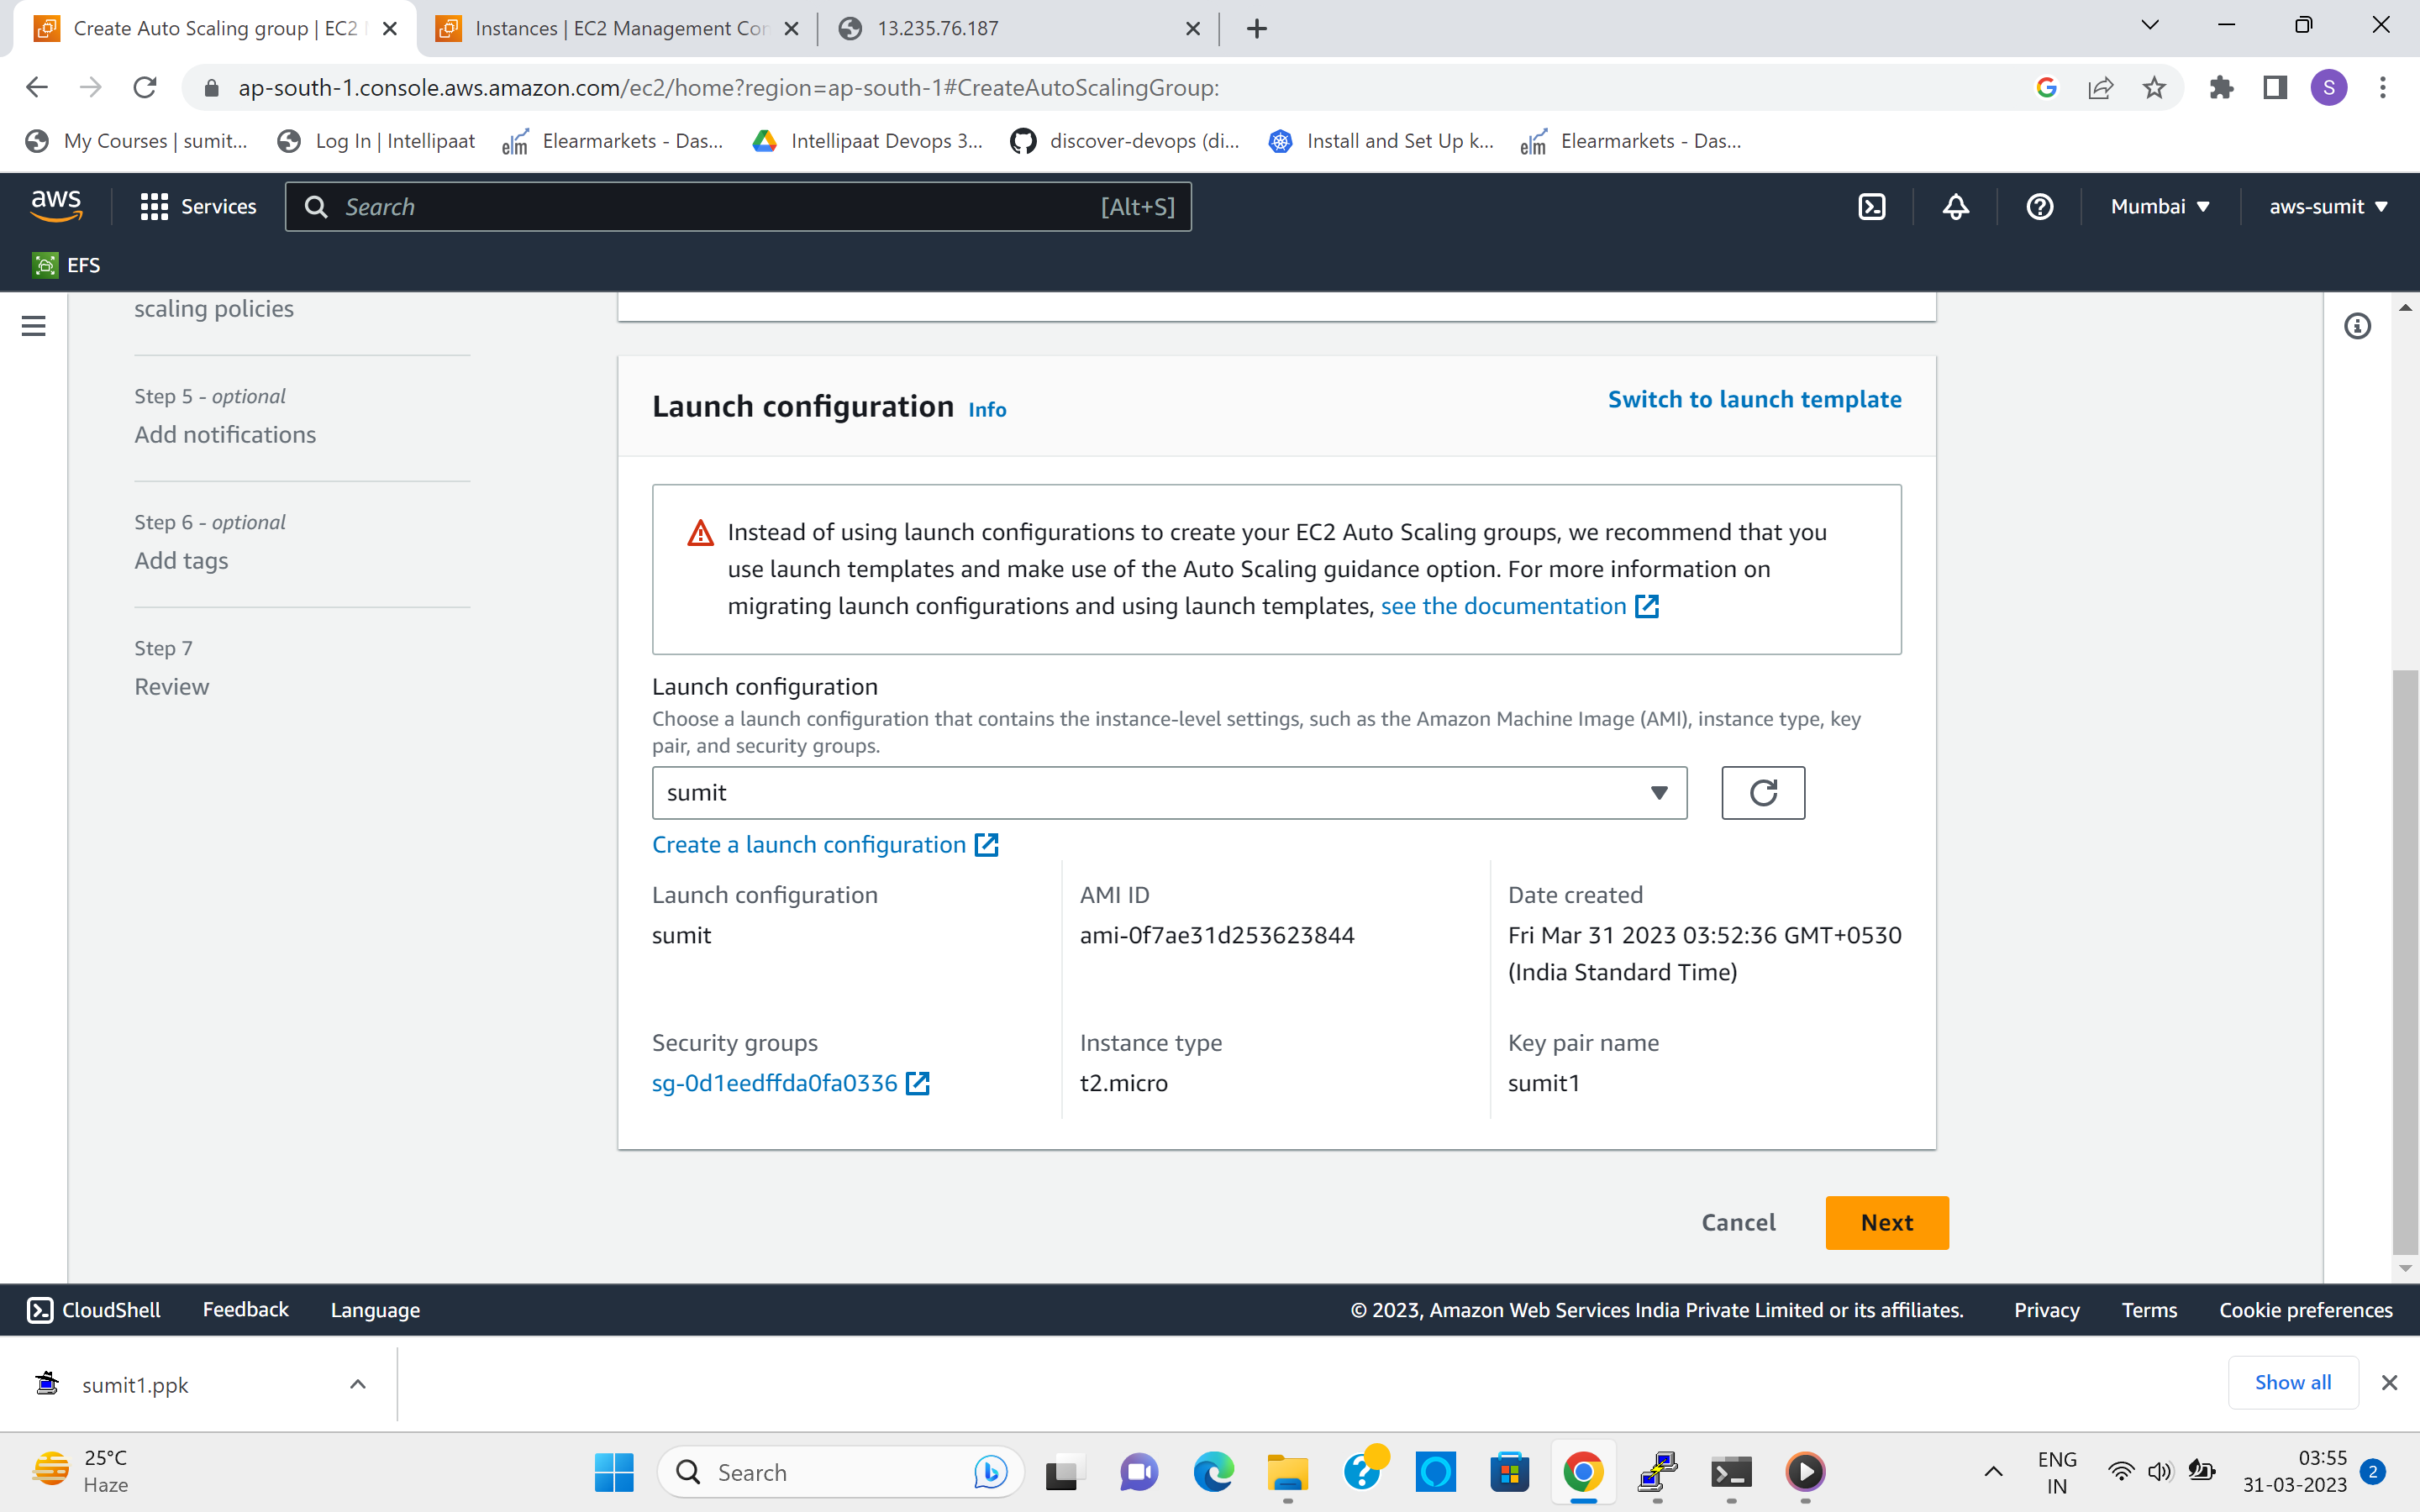 Create Auto Scaling group | EC2
Instances | EC2 Management Con
13.235.76.187
ap-south-1.console.aws.amazon.com/ec2/home?region=ap-south-1#CreateAutoScalingGroup:
S
My Courses | sumit...
Log In | Intellipaat
elm
Elearmarkets - Das...
Intellipaat Devops 3...
discover-devops (di...
Install and Set Up k...
elm
Elearmarkets - Das...
aws
Services
Search
[Alt+S]
Mumbai
aws-sumit
EFS
scaling policies
Step 5 - optional
Add notifications
Step 6 - optional
Add tags
Step 7
Review
Launch configuration Info
Switch to launch template
Instead of using launch configurations to create your EC2 Auto Scaling groups, we recommend that you
use launch templates and make use of the Auto Scaling guidance option. For more information on
migrating launch configurations and using launch templates, see the documentation
Launch configuration
Choose a launch configuration that contains the instance-level settings, such as the Amazon Machine Image (AMI), instance type, key
pair, and security groups.
sumit
Create a launch configuration
Launch configuration
sumit
AMI ID
ami-0f7ae31d253623844
Date created
Fri Mar 31 2023 03:52:36 GMT+0530
(India Standard Time)
Security groups
sg-0d1eedffda0fa0336
Instance type
t2.micro
Key pair name
sumit1
Cancel
Next
CloudShell
Feedback
Language
© 2023, Amazon Web Services India Private Limited or its affiliates.
Privacy
Terms
Cookie preferences
sumit1.ppk
Show all
25°C
Haze
Search
ENG
IN
03:55
31-03-2023
2